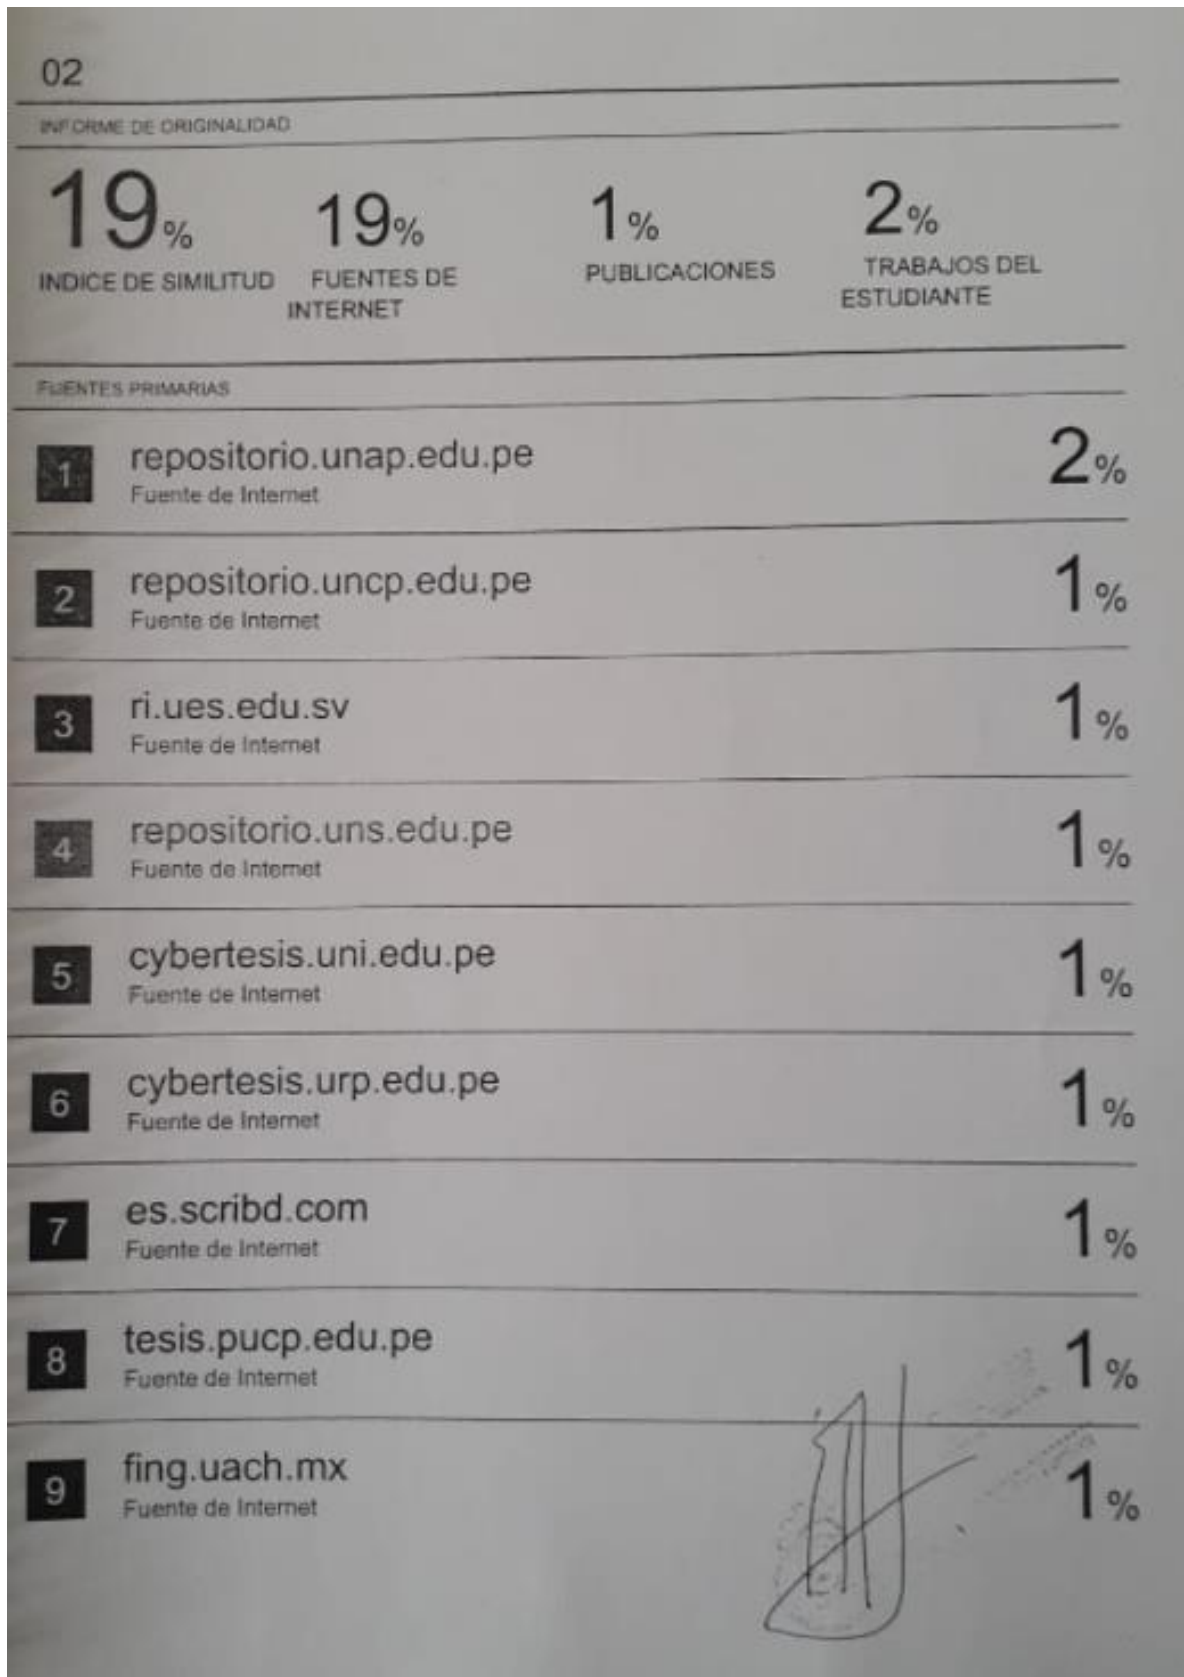 02
INFORME DE ORIGINALIDAD
19% 19% 1% 2%
INDICE DE SIMILITUD FUENTES DE INTERNET PUBLICACIONES TRABAJOS DEL ESTUDIANTE
FUENTES PRIMARIAS
1 repositorio.unap.edu.pe 2%
Fuente de Internet
2 repositorio.uncp.edu.pe 1%
Fuente de Internet
3 ri.ues.edu.sv 1%
Fuente de Internet
4 repositorio.uns.edu.pe 1%
Fuente de Internet
5 cybertesis.uni.edu.pe 1%
Fuente de Internet
6 cybertesis.urp.edu.pe 1%
Fuente de Internet
7 es.scribd.com 1%
Fuente de Internet
8 tesis.pucp.edu.pe 1%
Fuente de Internet
9 fing.uach.mx 1%
Fuente de Internet